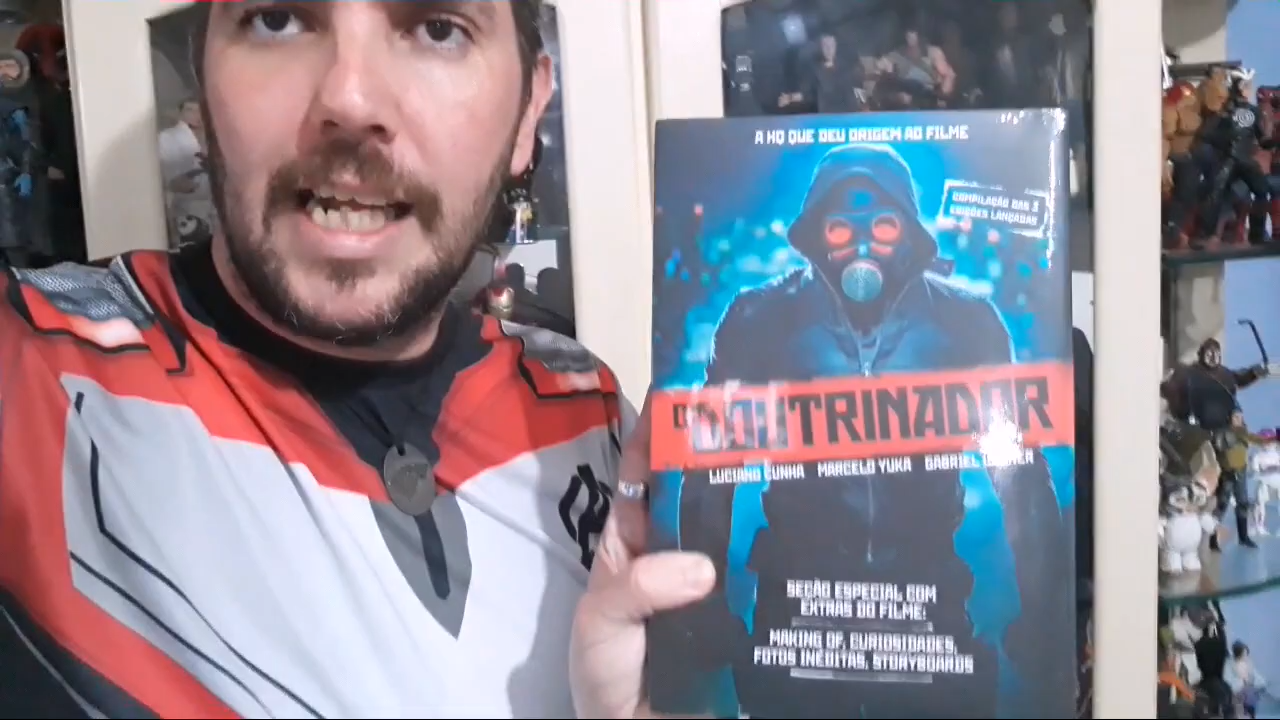 A HQ QUE DEU ORIGEM AO FILME
COMPILAÇÃO DAS 3
EDIÇÕES LANÇADAS
O DOUTRINADOR
LUCIANO CUNHA MARCELO YUKA GABRIEL
SEÇÃO ESPECIAL COM
EXTRAS DO FILME:
MAKING OF, CURIOSIDADES,
FOTOS INÉDITAS, STORYBOARDS